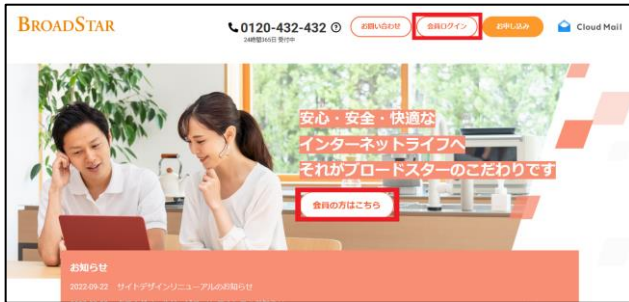 BROADSTAR
0120-432-432
24時間365日 受付中
お問い合わせ
会員ログイン
お申し込み
Cloud Mail
安心・安全・快適な
インターネットライフへ
それがブロードスターのこだわりです
会員の方はこちら
お知らせ
2023-09-22 サイトデザインリニューアルのお知らせ